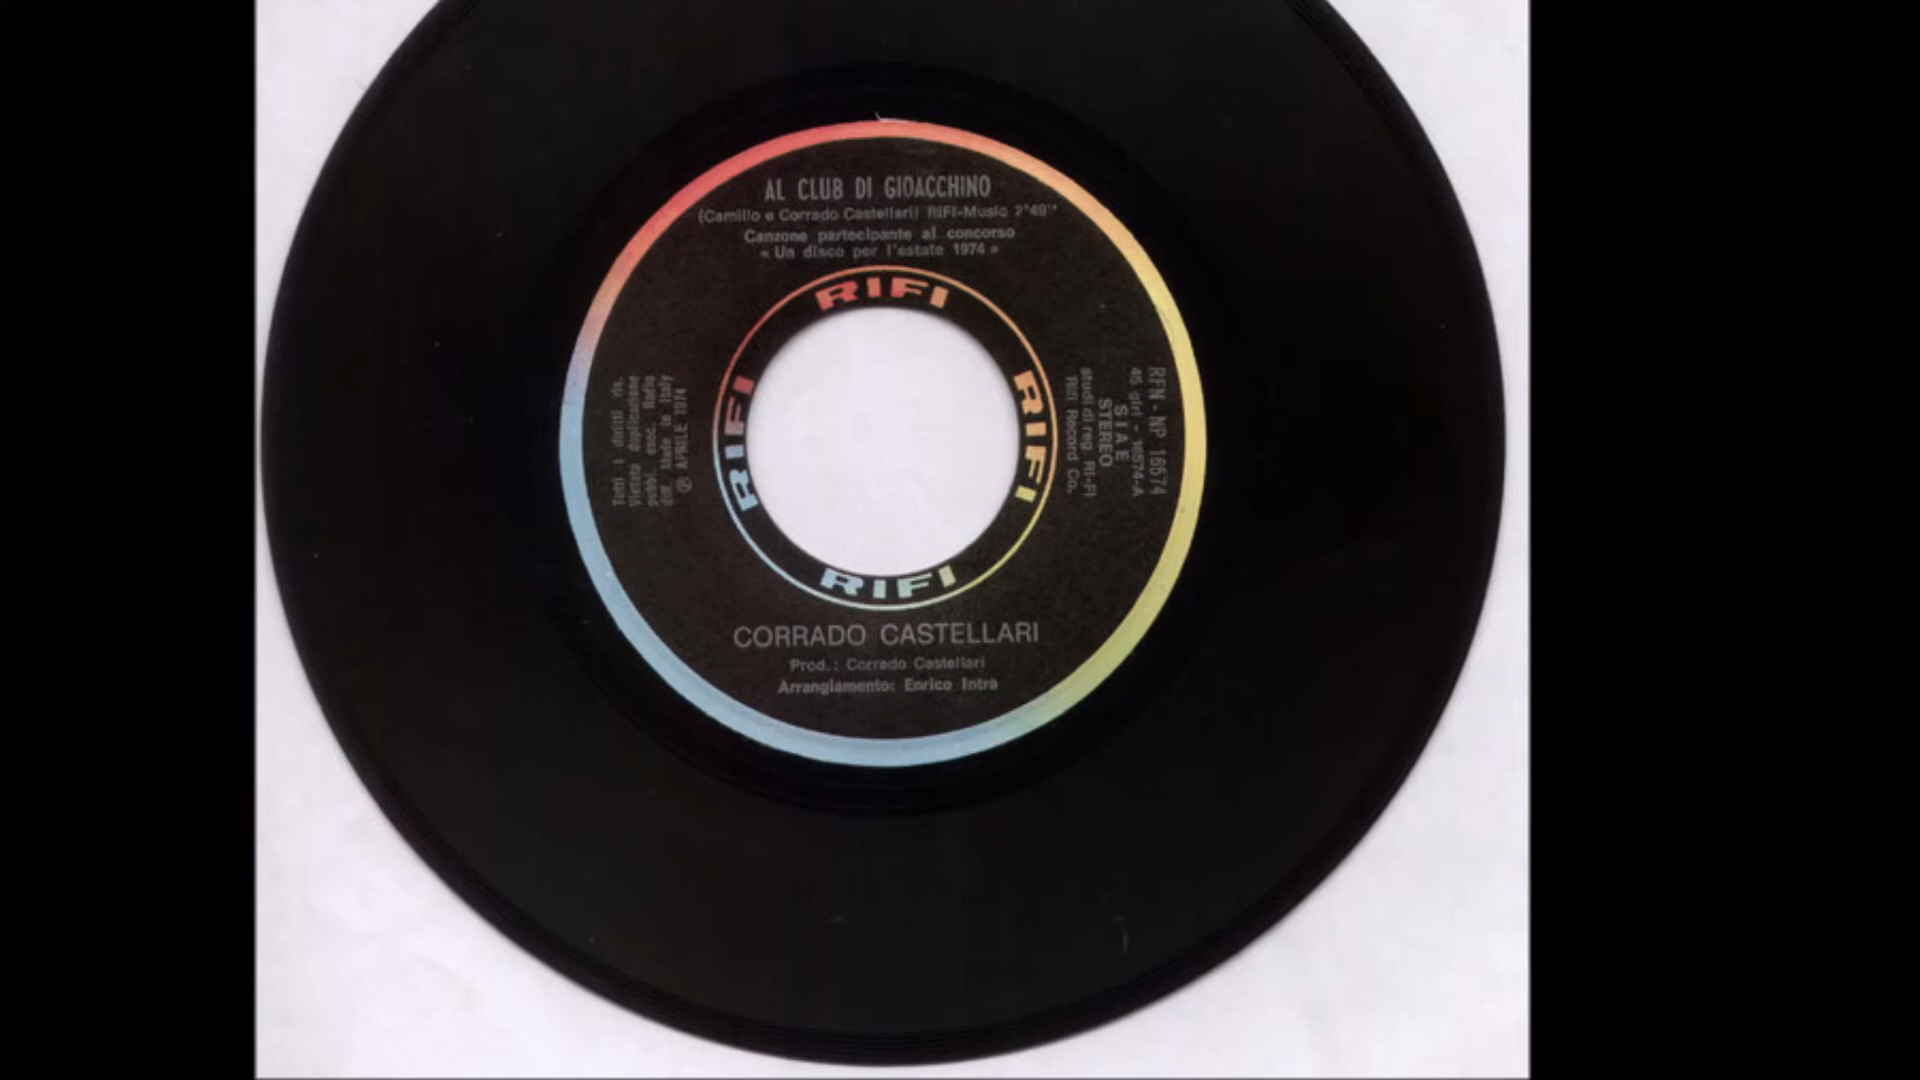 AL CLUB DI GIOACCHINO
(Camillo e Corrado Castellari) RIFI-Music 2'49''
Canzone partecipante al concorso
« Un disco per l'estate 1974 »
RIFI
RIFI
RIFI
RIFI
Tutti i diritti ris.
Vietata duplicazione
pubbl. esec. Radio
diff. Made in Italy
Ⓟ APRILE 1974
RFN - NP 16574
45 giri - 16574-A
SIAE
STEREO
studi di reg. RI-FI
Rifi Record Co.
CORRADO CASTELLARI
Prod.: Corrado Castellari
Arrangiamento: Enrico Intra